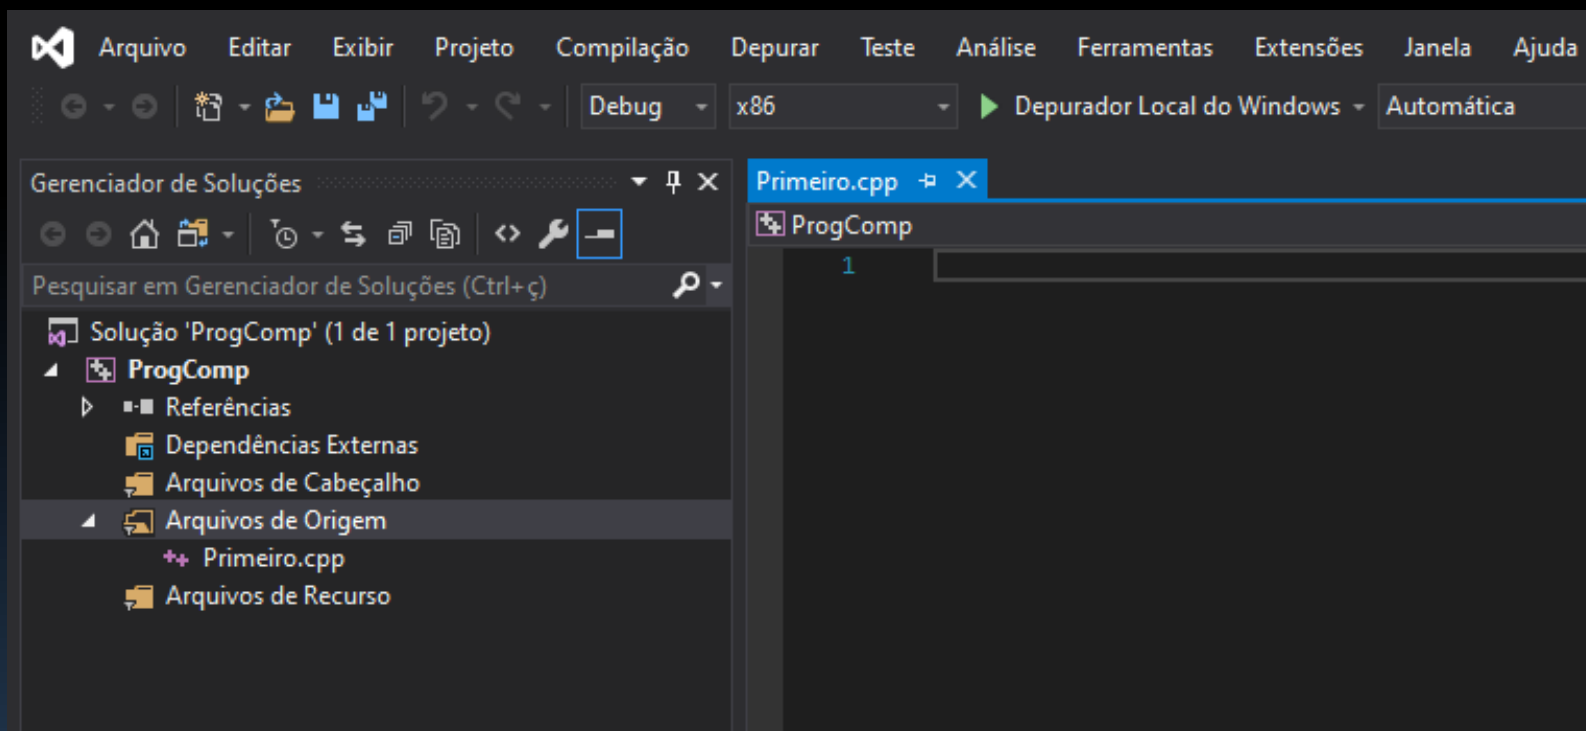 Arquivo Editar Exibir Projeto Compilação Depurar Teste Análise Ferramentas Extensões Janela Ajuda
Debug x86 Depurador Local do Windows Automática
Gerenciador de Soluções
Pesquisar em Gerenciador de Soluções (Ctrl+ç)
Solução 'ProgComp' (1 de 1 projeto)
ProgComp
Referências
Dependências Externas
Arquivos de Cabeçalho
Arquivos de Origem
Primeiro.cpp
Arquivos de Recurso
Primeiro.cpp
ProgComp
1